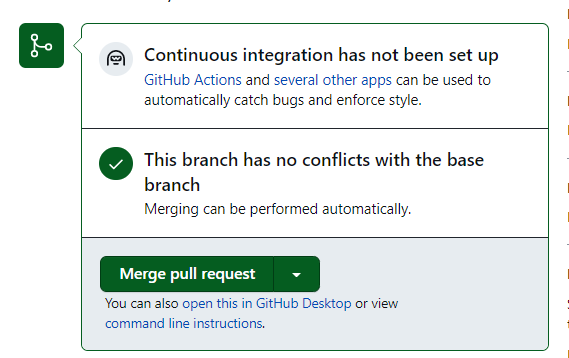 Continuous integration has not been set up
GitHub Actions and several other apps can be used to
automatically catch bugs and enforce style.
This branch has no conflicts with the base
branch
Merging can be performed automatically.
Merge pull request
You can also open this in GitHub Desktop or view
command line instructions.